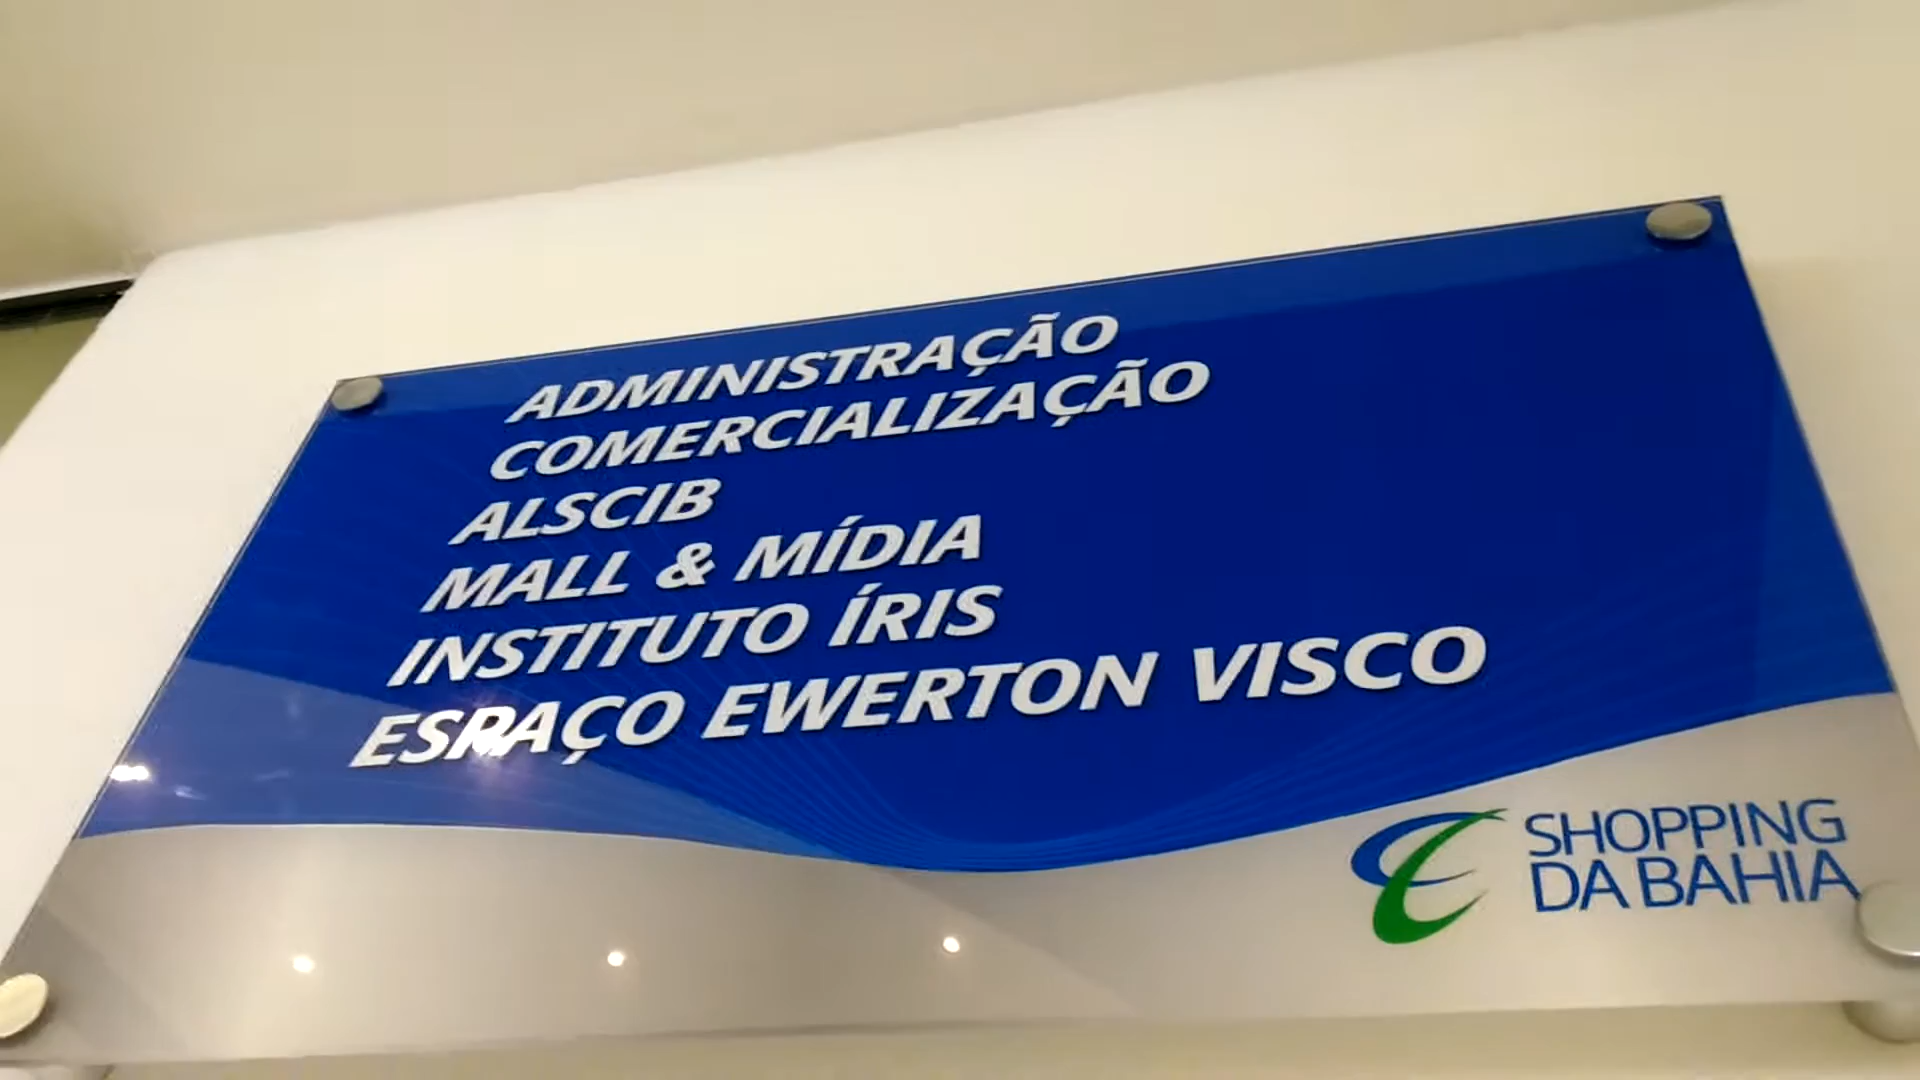 ADMINISTRAÇÃO
COMERCIALIZAÇÃO
ALSCIB
MALL & MÍDIA
INSTITUTO ÍRIS
ESPAÇO EWERTON VISCO
SHOPPING
DA BAHIA